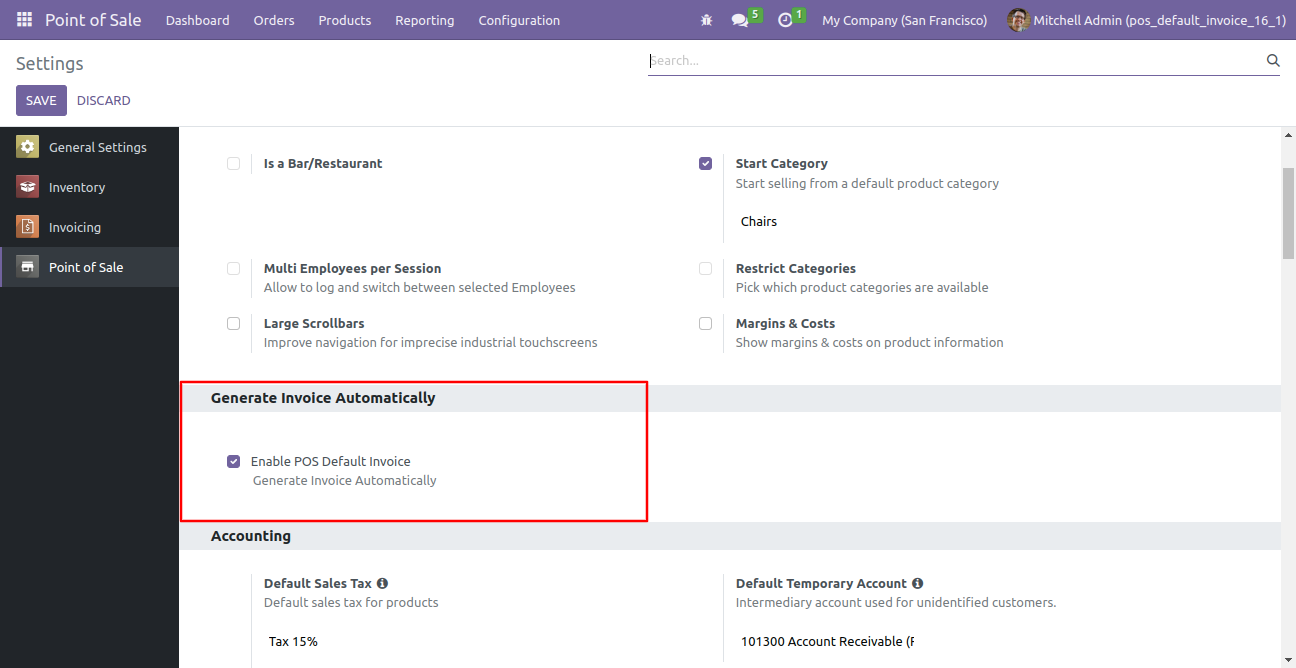 Point of Sale Dashboard Orders Products Reporting Configuration 5 1 My Company (San Francisco) Mitchell Admin (pos_default_invoice_16_1)
Settings
Search...
SAVE DISCARD
General Settings
Inventory
Invoicing
Point of Sale
Is a Bar/Restaurant
Start Category
Start selling from a default product category
Chairs
Multi Employees per Session
Allow to log and switch between selected Employees
Restrict Categories
Pick which product categories are available
Large Scrollbars
Improve navigation for imprecise industrial touchscreens
Margins & Costs
Show margins & costs on product information
Generate Invoice Automatically
Enable POS Default Invoice
Generate Invoice Automatically
Accounting
Default Sales Tax
Default sales tax for products
Tax 15%
Default Temporary Account
Intermediary account used for unidentified customers.
101300 Account Receivable (